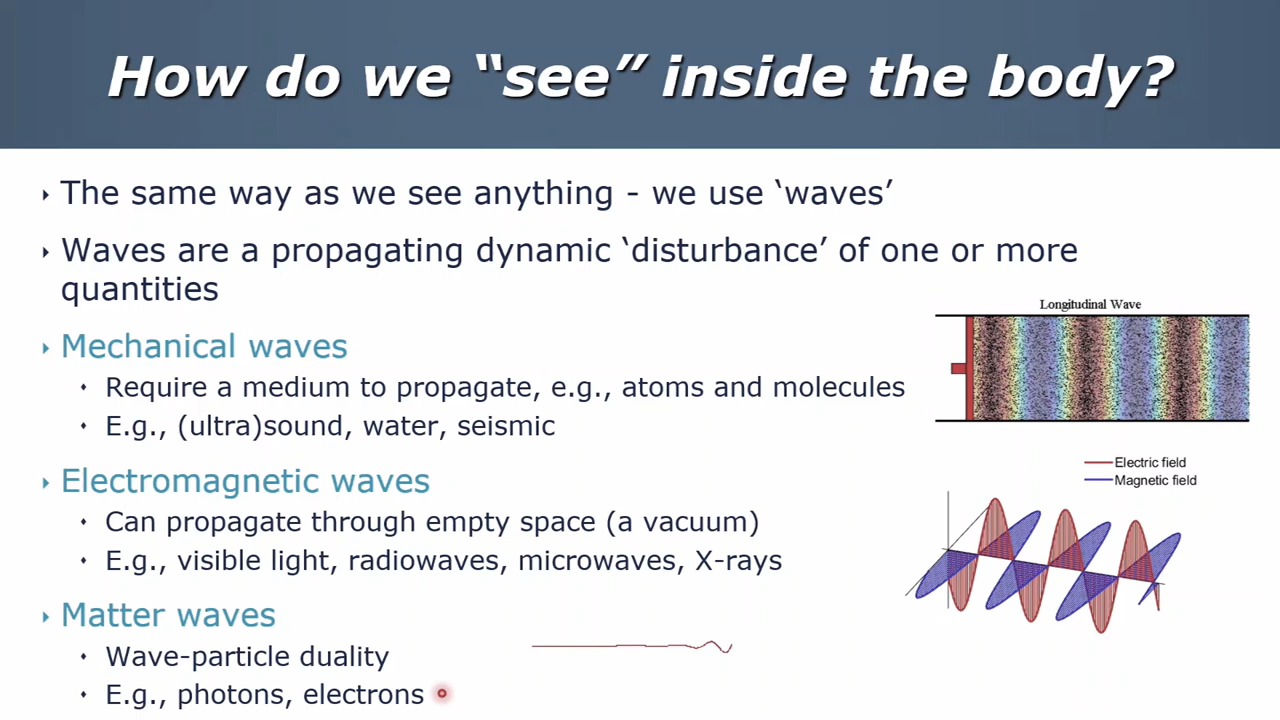 How do we “see” inside the body?
The same way as we see anything - we use ‘waves’
Waves are a propagating dynamic ‘disturbance’ of one or more
quantities
Longitudinal Wave
Mechanical waves
Require a medium to propagate, e.g., atoms and molecules
E.g., (ultra)sound, water, seismic
Electric field
Magnetic field
Electromagnetic waves
Can propagate through empty space (a vacuum)
E.g., visible light, radiowaves, microwaves, X-rays
Matter waves
Wave-particle duality
E.g., photons, electrons